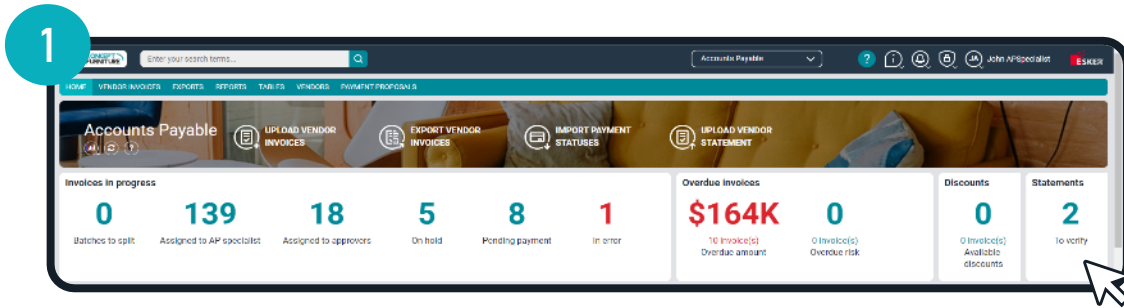 1
CONCEPT
FURNITURE
Enter your search terms...
Accounts Payable
?
JA
John APSpecialist
ESKER
HOME VENDOR INVOICES EXPORTS REPORTS TABLES VENDORS PAYMENT PROPOSALS
Accounts Payable
?
UPLOAD VENDOR
INVOICES
EXPORT VENDOR
INVOICES
IMPORT PAYMENT
STATUSES
UPLOAD VENDOR
STATEMENT
Invoices in progress
0
Batches to split
139
Assigned to AP specialist
18
Assigned to approvers
5
On hold
8
Pending payment
1
In error
Overdue invoices
$164K
10 Invoice(s)
Overdue amount
0
0 Invoice(s)
Overdue risk
Discounts
0
0 Invoice(s)
Available
discounts
Statements
2
To verify